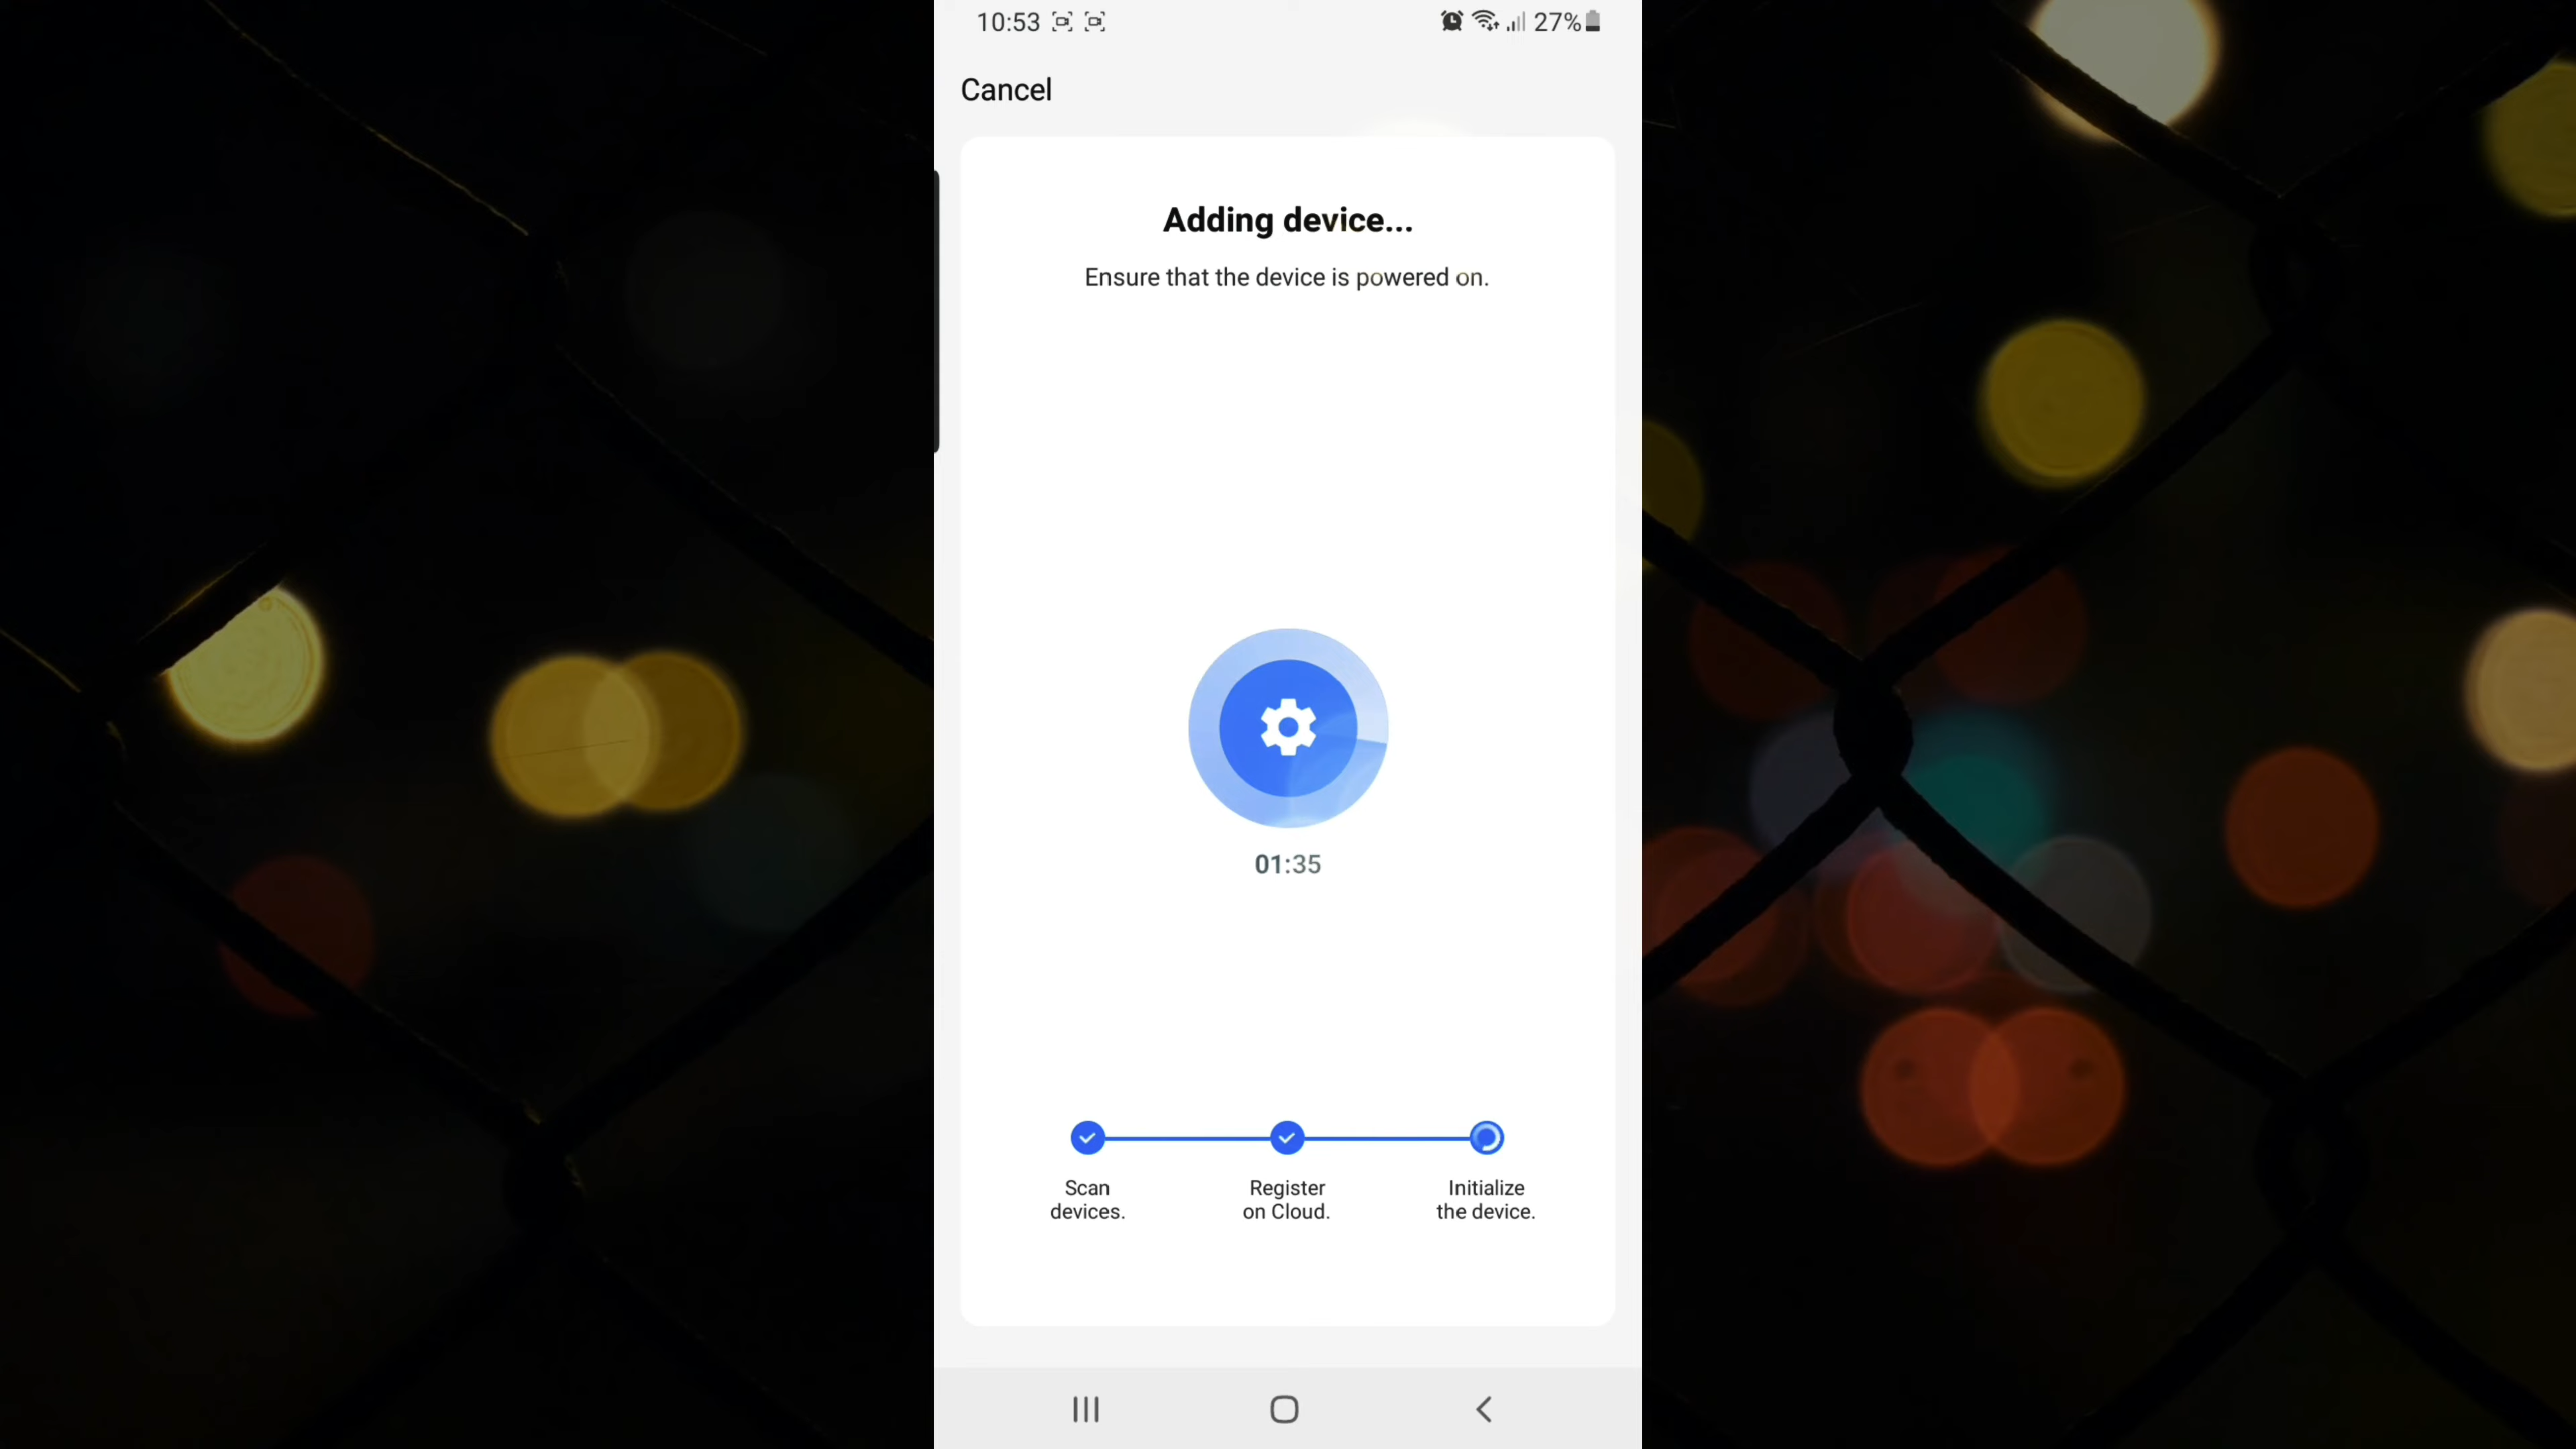 10:53
27%
Cancel
Adding device...
Ensure that the device is powered on.
01:35
Scan
devices.
Register
on Cloud.
Initialize
the device.